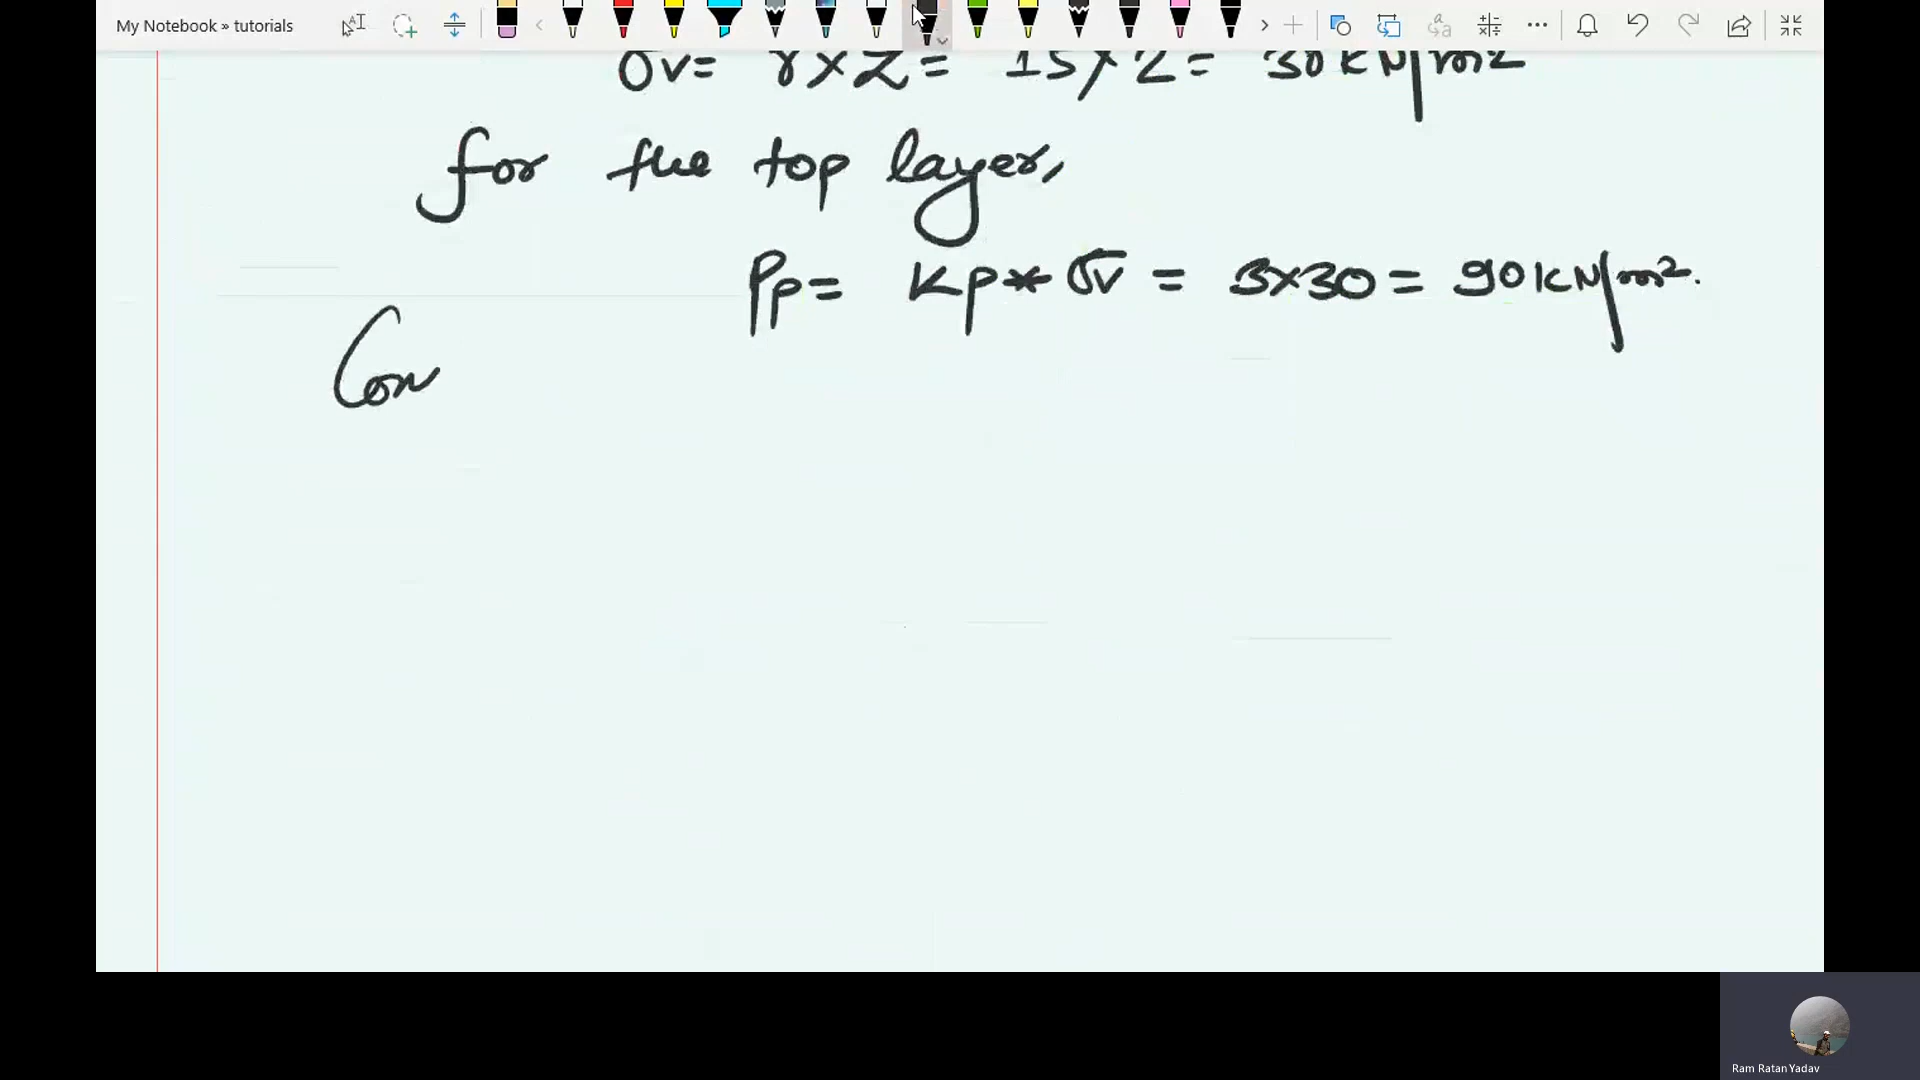 My Notebook » tutorials
σv = γ × Z = 15 × 2 = 30 KN/m²
for the top layer,
Pp = Kp * σv = 3×30 = 90 KN/m².
Con
Ram Ratan Yadav